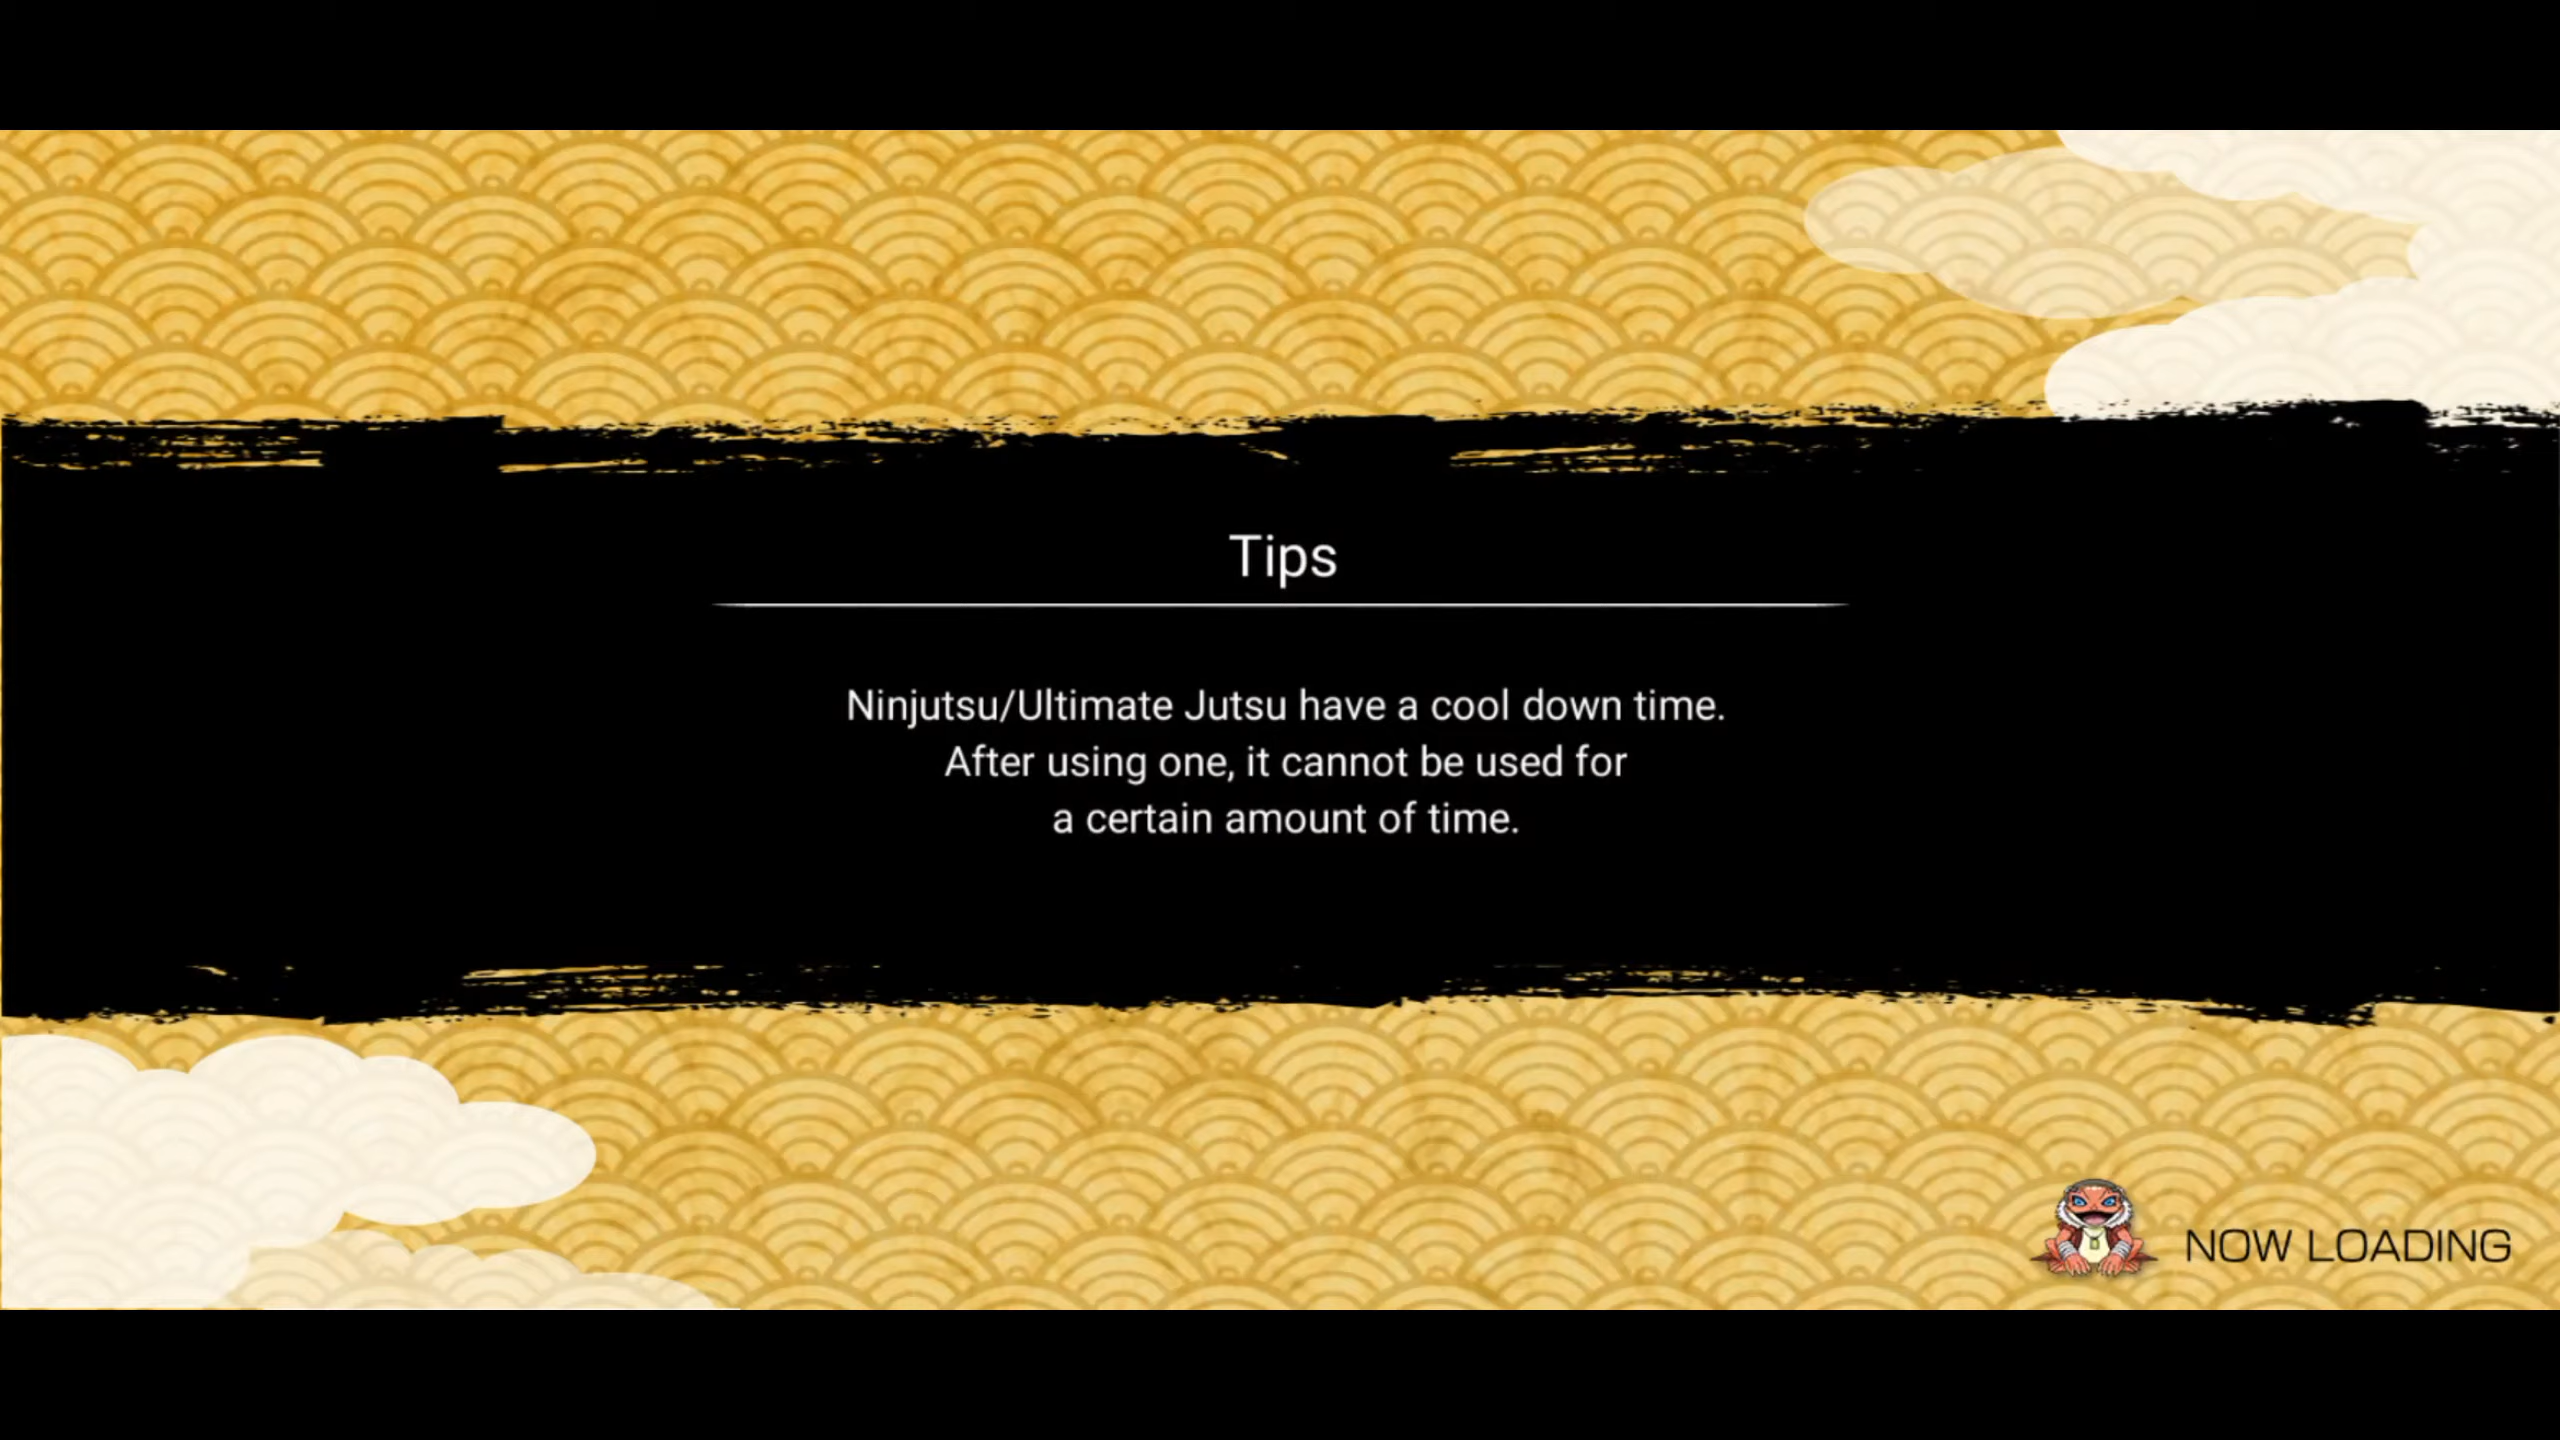 Tips
Ninjutsu/Ultimate Jutsu have a cool down time.
After using one, it cannot be used for
a certain amount of time.
NOW LOADING